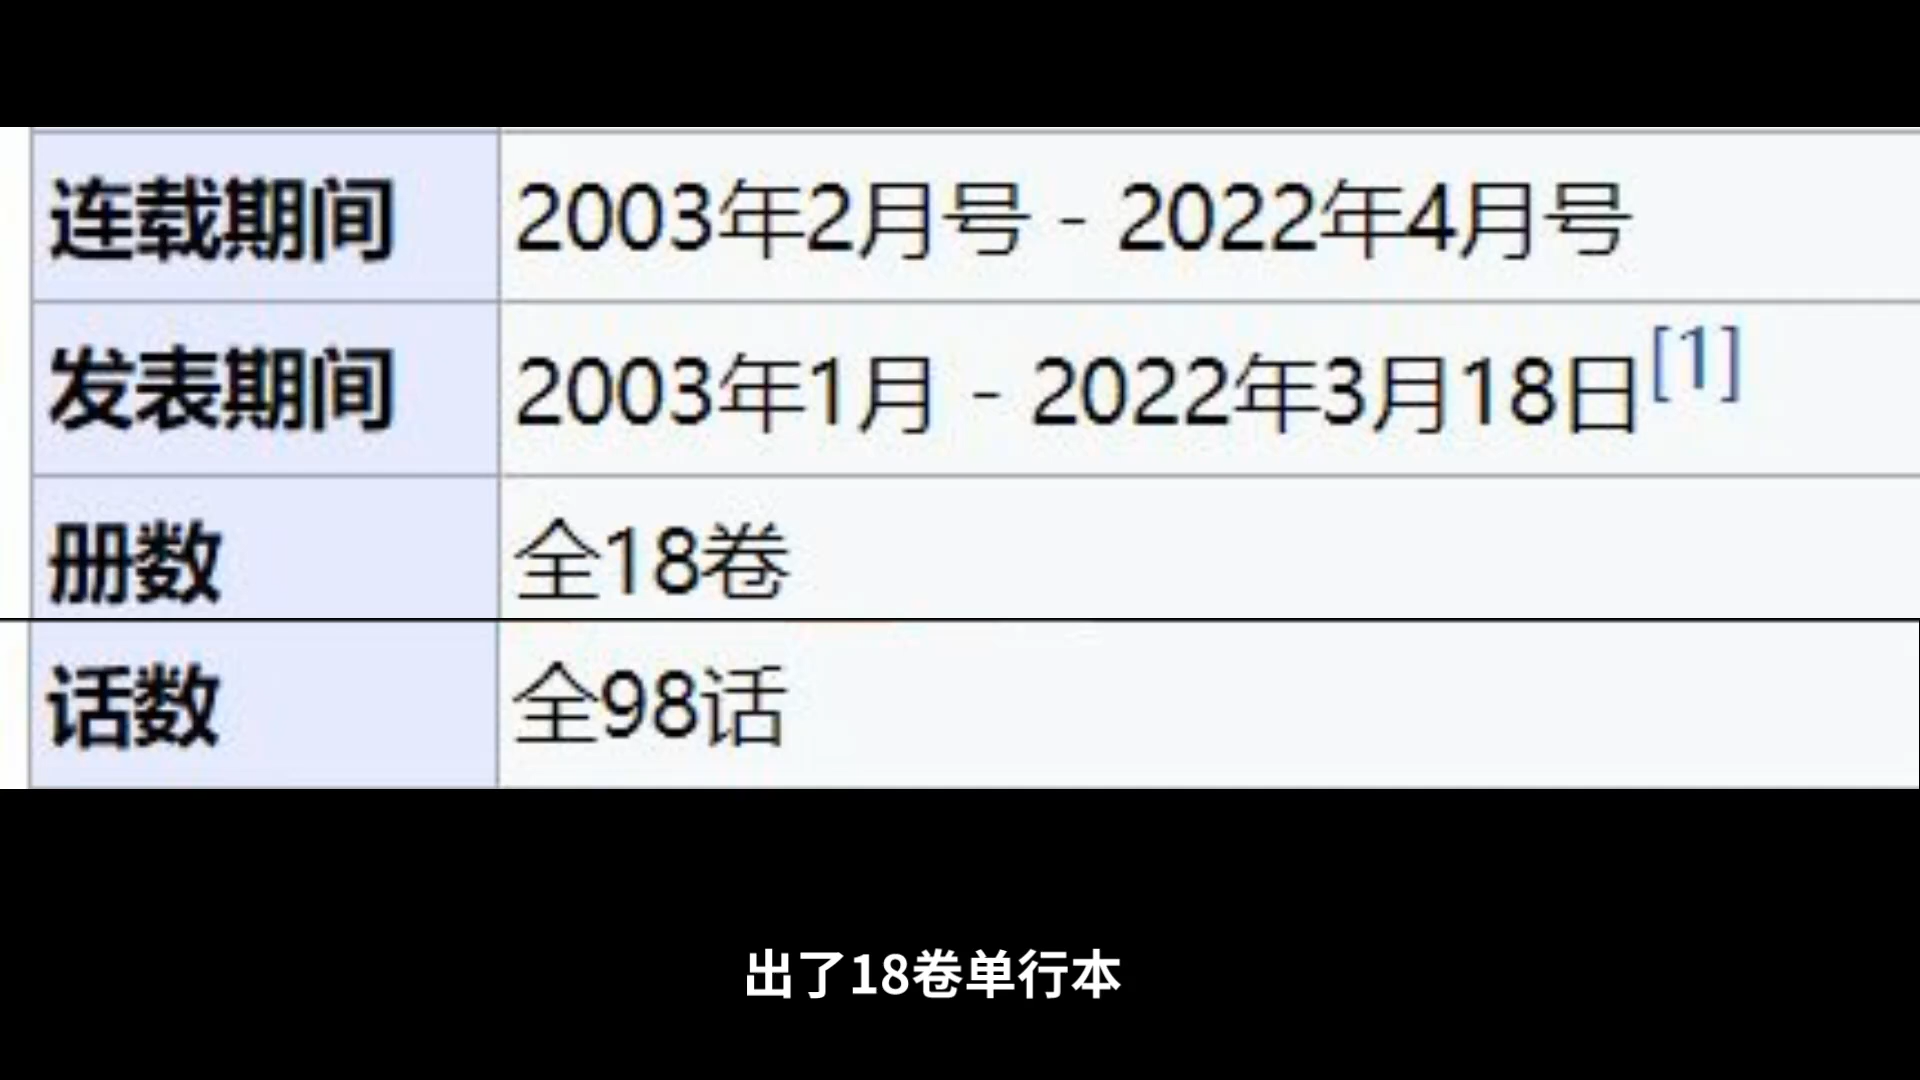 连载期间 2003年2月号 - 2022年4月号
发表期间 2003年1月 - 2022年3月18日[1]
册数 全18卷
话数 全98话
出了18卷单行本